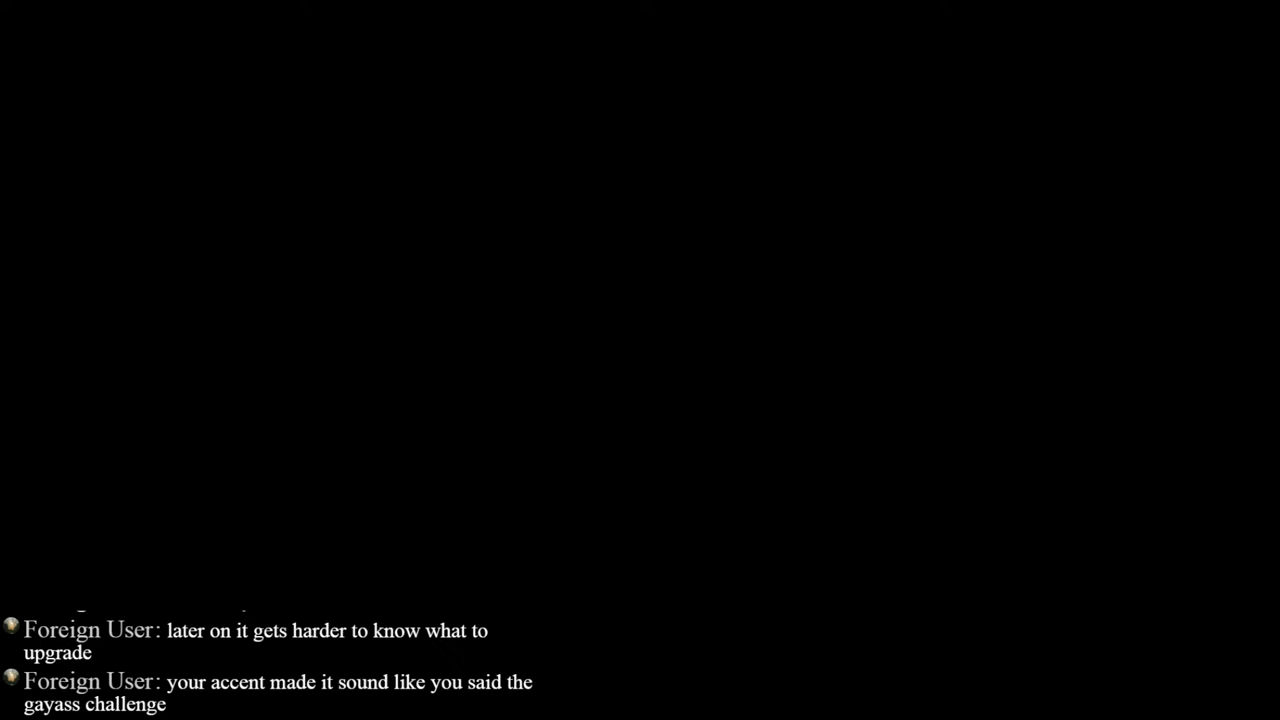 Foreign User: later on it gets harder to know what to
upgrade
Foreign User: your accent made it sound like you said the
gayass challenge